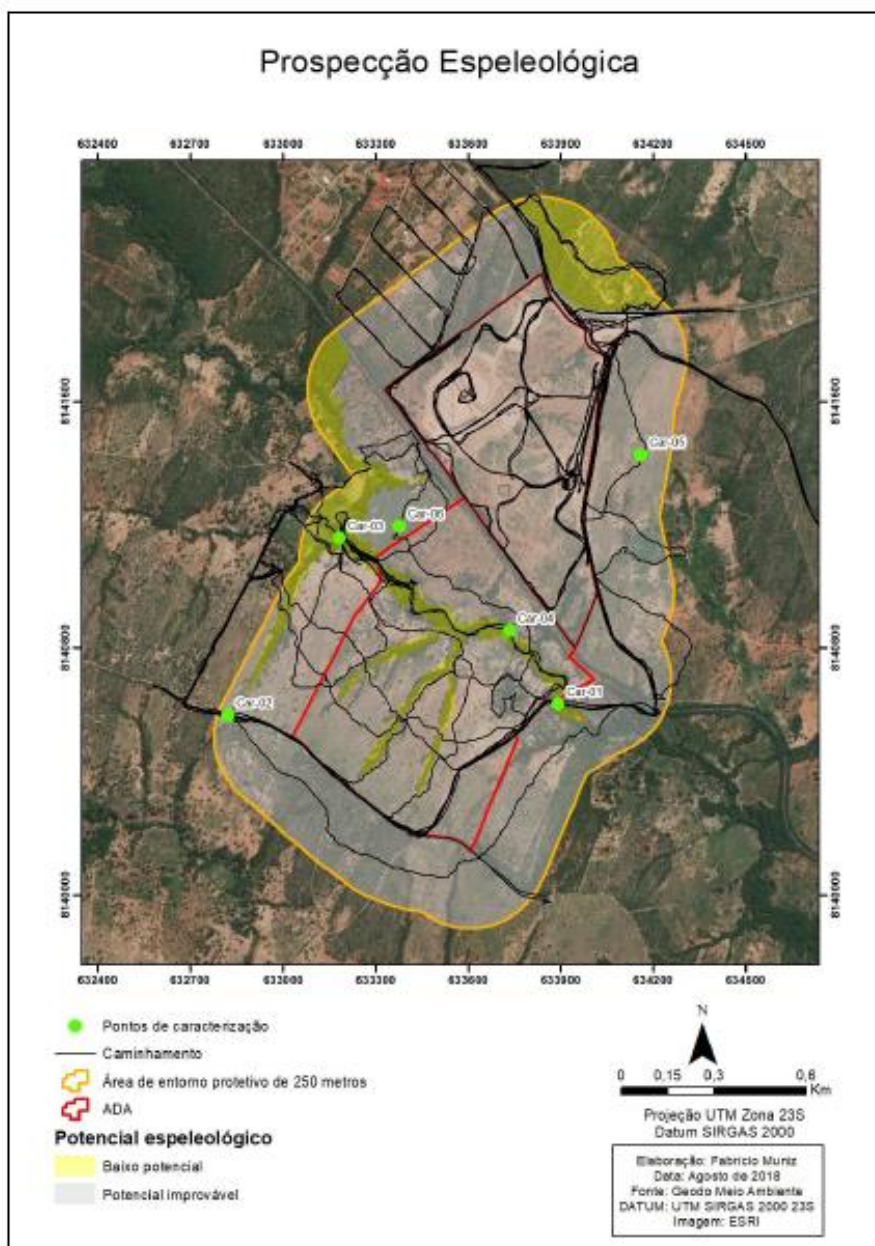 Prospecção Espeleológica
632400 632700 633000 633300 633600 633900 634200 634500
8141600 8141600
Car-05
Car-06
Car-03
Car-04
8140800 8140800
Car-01
Car-02
8140000 8140000
632400 632700 633000 633300 633600 633900 634200 634500
Pontos de caracterização
Caminhamento
Área de entorno protetivo de 250 metros
ADA
Potencial espeleológico
Baixo potencial
Potencial improvável
N
0 0,15 0,3 0,6
Km
Projeção UTM Zona 23S
Datum SIRGAS 2000
Elaboração: Fabricio Muniz
Data: Agosto de 2018
Fonte: Geodo Meio Ambiente
DATUM: UTM SIRGAS 2000 23S
Imagem: ESRI